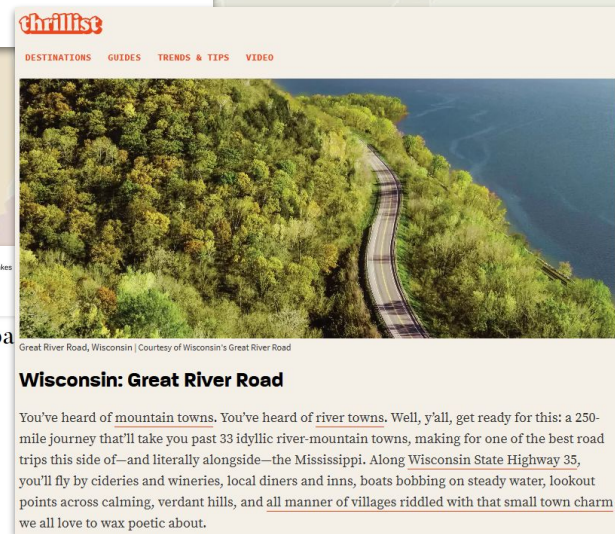 thrillist
DESTINATIONS GUIDES TRENDS & TIPS VIDEO
Great River Road, Wisconsin | Courtesy of Wisconsin's Great River Road
Wisconsin: Great River Road
You've heard of mountain towns. You've heard of river towns. Well, y'all, get ready for this: a 250-
mile journey that'll take you past 33 idyllic river-mountain towns, making for one of the best road
trips this side of—and literally alongside—the Mississippi. Along Wisconsin State Highway 35,
you'll fly by cideries and wineries, local diners and inns, boats bobbing on steady water, lookout
points across calming, verdant hills, and all manner of villages riddled with that small town charm
we all love to wax poetic about.